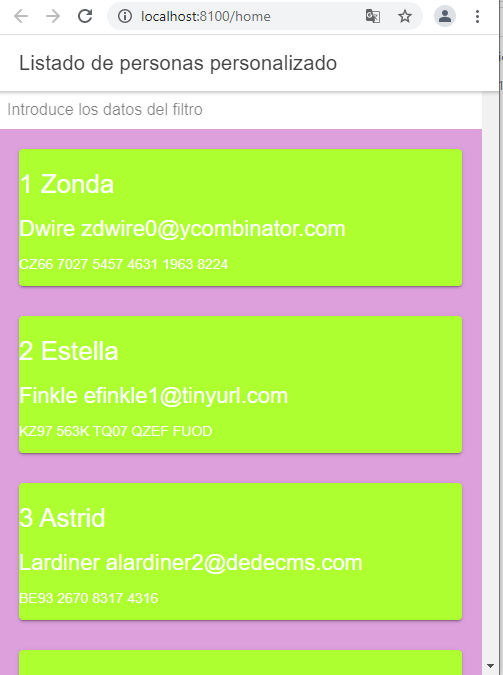 localhost:8100/home
Listado de personas personalizado
Introduce los datos del filtro
1 Zonda
Dwire zdwire0@ycombinator.com
CZ66 7027 5457 4631 1963 8224
2 Estella
Finkle efinkle1@tinyurl.com
KZ97 563K TQ07 QZEF FUOD
3 Astrid
Lardiner alardiner2@dedecms.com
BE93 2670 8317 4316